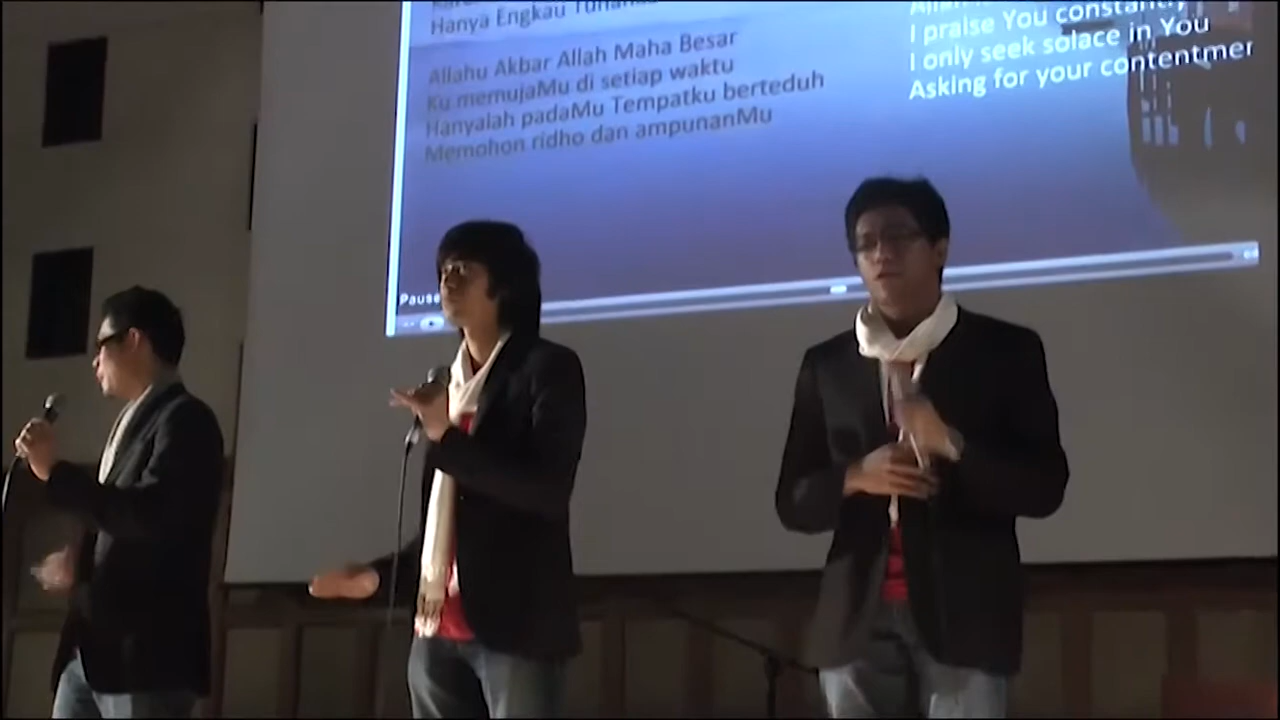 Hanya Engkau
Allahu Akbar Allah Maha Besar
Ku memujaMu di setiap waktu
Hanyalah padaMu Tempatku berteduh
Memohon ridho dan ampunanMu
I praise You constantly
I only seek solace in You
Asking for your
Pause